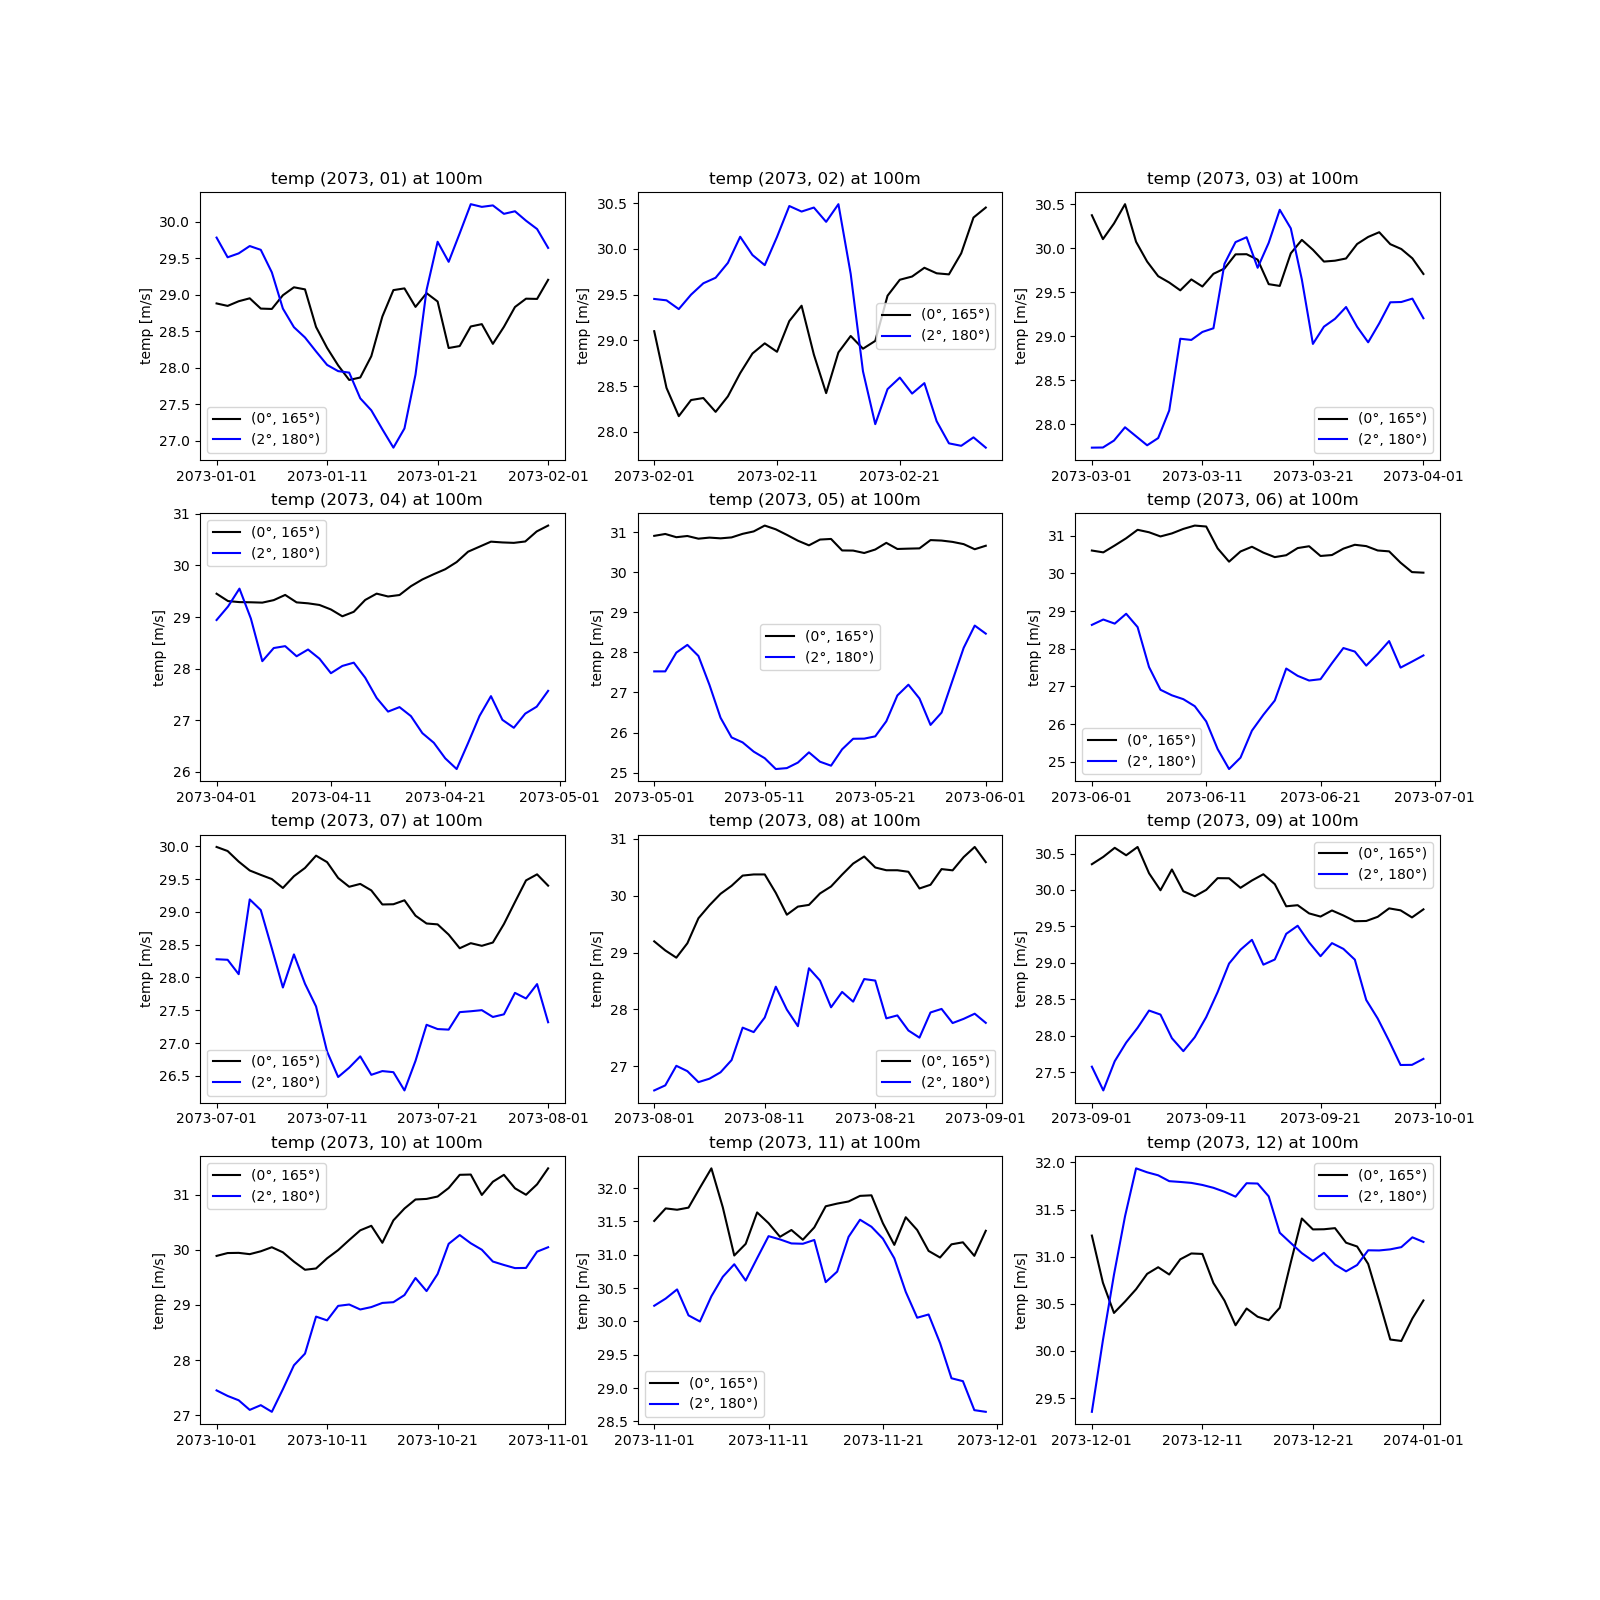 temp (2073, 01) at 100m
temp [m/s]
30.0
29.5
29.0
28.5
28.0
27.5
27.0
(0°, 165°)
(2°, 180°)
2073-01-01 2073-01-11 2073-01-21 2073-02-01
temp (2073, 02) at 100m
temp [m/s]
30.5
30.0
29.5
29.0
28.5
28.0
(0°, 165°)
(2°, 180°)
2073-02-01 2073-02-11 2073-02-21
temp (2073, 03) at 100m
temp [m/s]
30.5
30.0
29.5
29.0
28.5
28.0
(0°, 165°)
(2°, 180°)
2073-03-01 2073-03-11 2073-03-21 2073-04-01
temp (2073, 04) at 100m
temp [m/s]
31
30
29
28
27
26
(0°, 165°)
(2°, 180°)
2073-04-01 2073-04-11 2073-04-21 2073-05-01
temp (2073, 05) at 100m
temp [m/s]
31
30
29
28
27
26
25
(0°, 165°)
(2°, 180°)
2073-05-01 2073-05-11 2073-05-21 2073-06-01
temp (2073, 06) at 100m
temp [m/s]
31
30
29
28
27
26
25
(0°, 165°)
(2°, 180°)
2073-06-01 2073-06-11 2073-06-21 2073-07-01
temp (2073, 07) at 100m
temp [m/s]
30.0
29.5
29.0
28.5
28.0
27.5
27.0
26.5
(0°, 165°)
(2°, 180°)
2073-07-01 2073-07-11 2073-07-21 2073-08-01
temp (2073, 08) at 100m
temp [m/s]
31
30
29
28
27
(0°, 165°)
(2°, 180°)
2073-08-01 2073-08-11 2073-08-21 2073-09-01
temp (2073, 09) at 100m
temp [m/s]
30.5
30.0
29.5
29.0
28.5
28.0
27.5
(0°, 165°)
(2°, 180°)
2073-09-01 2073-09-11 2073-09-21 2073-10-01
temp (2073, 10) at 100m
temp [m/s]
31
30
29
28
27
(0°, 165°)
(2°, 180°)
2073-10-01 2073-10-11 2073-10-21 2073-11-01
temp (2073, 11) at 100m
temp [m/s]
32.0
31.5
31.0
30.5
30.0
29.5
29.0
28.5
(0°, 165°)
(2°, 180°)
2073-11-01 2073-11-11 2073-11-21 2073-12-01
temp (2073, 12) at 100m
temp [m/s]
32.0
31.5
31.0
30.5
30.0
29.5
(0°, 165°)
(2°, 180°)
2073-12-01 2073-12-11 2073-12-21 2074-01-01